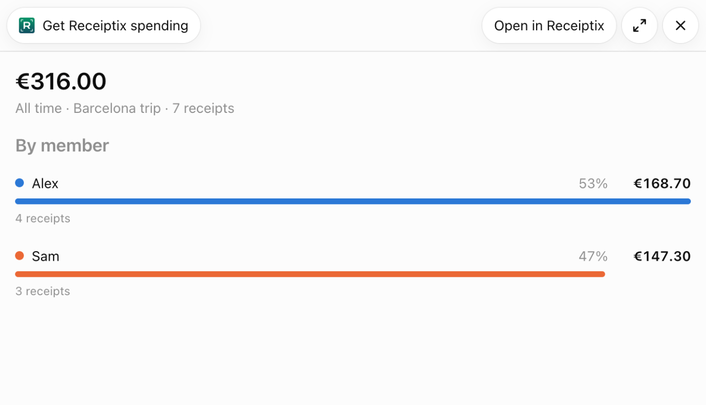 R Get Receiptix spending
Open in Receiptix
€316.00
All time · Barcelona trip · 7 receipts
By member
Alex 53% €168.70
4 receipts
Sam 47% €147.30
3 receipts